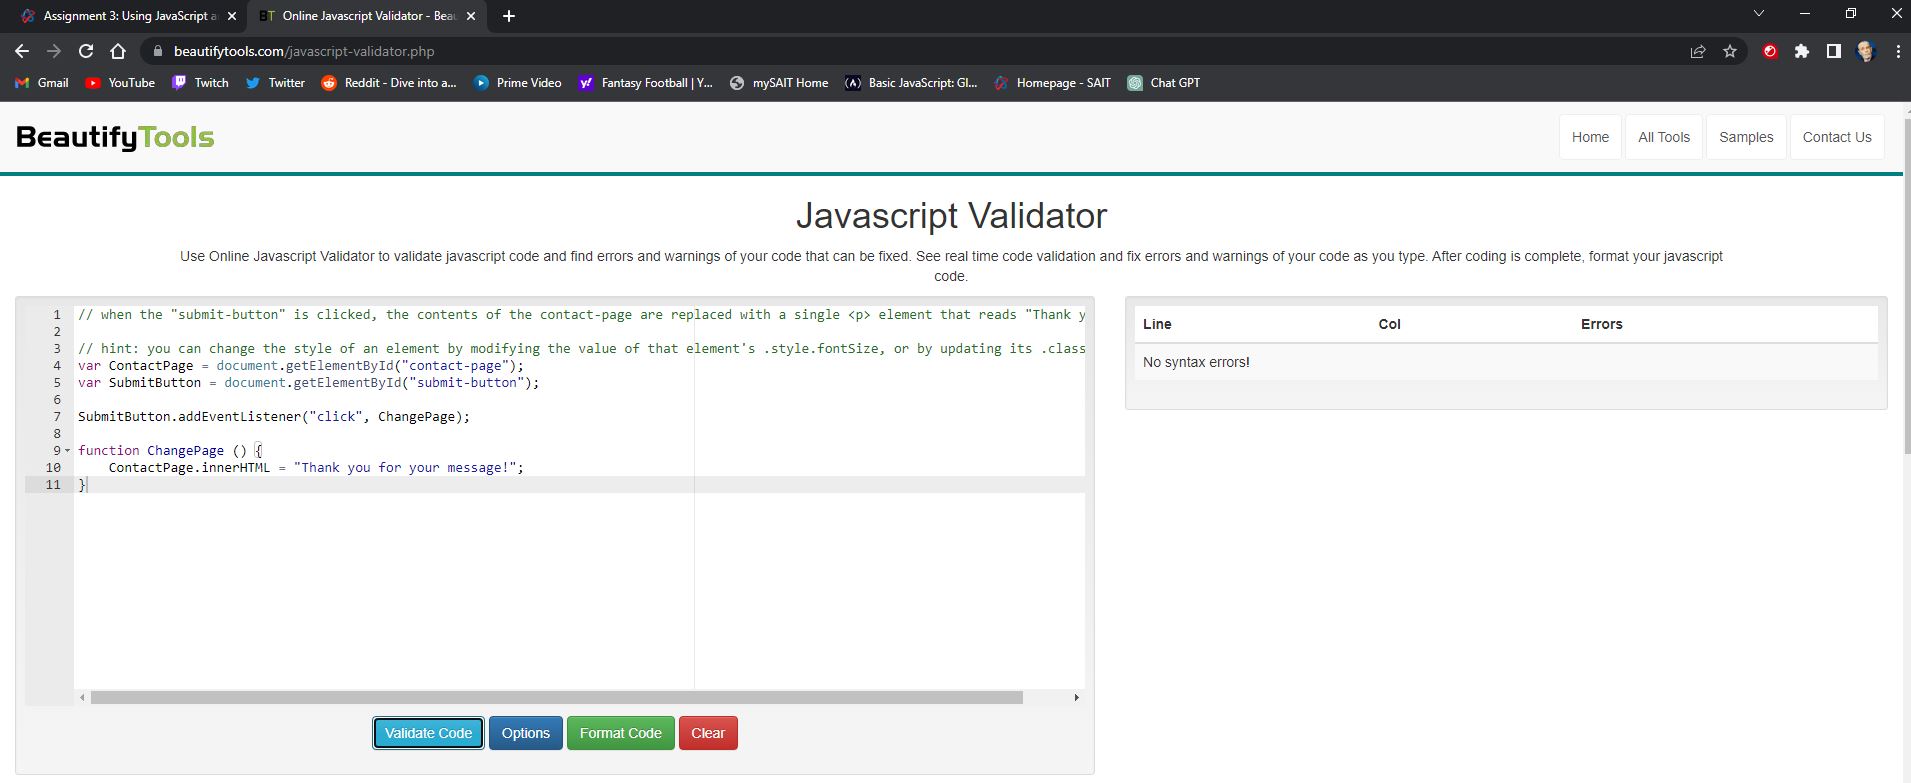 Assignment 3: Using JavaScript a
BT Online Javascript Validator - Beau
beautifytools.com/javascript-validator.php
Gmail YouTube Twitch Twitter Reddit - Dive into a... Prime Video Fantasy Football | Y... mySAIT Home Basic JavaScript: Gl... Homepage - SAIT Chat GPT
BeautifyTools
Home All Tools Samples Contact Us
Javascript Validator
Use Online Javascript Validator to validate javascript code and find errors and warnings of your code that can be fixed. See real time code validation and fix errors and warnings of your code as you type. After coding is complete, format your javascript
code.
1 // when the "submit-button" is clicked, the contents of the contact-page are replaced with a single <p> element that reads "Thank y
2
3 // hint: you can change the style of an element by modifying the value of that element's .style.fontSize, or by updating its .class
4 var ContactPage = document.getElementById("contact-page");
5 var SubmitButton = document.getElementById("submit-button");
6
7 SubmitButton.addEventListener("click", ChangePage);
8
9 function ChangePage () {
10 ContactPage.innerHTML = "Thank you for your message!";
11 }
Validate Code Options Format Code Clear
Line Col Errors
No syntax errors!